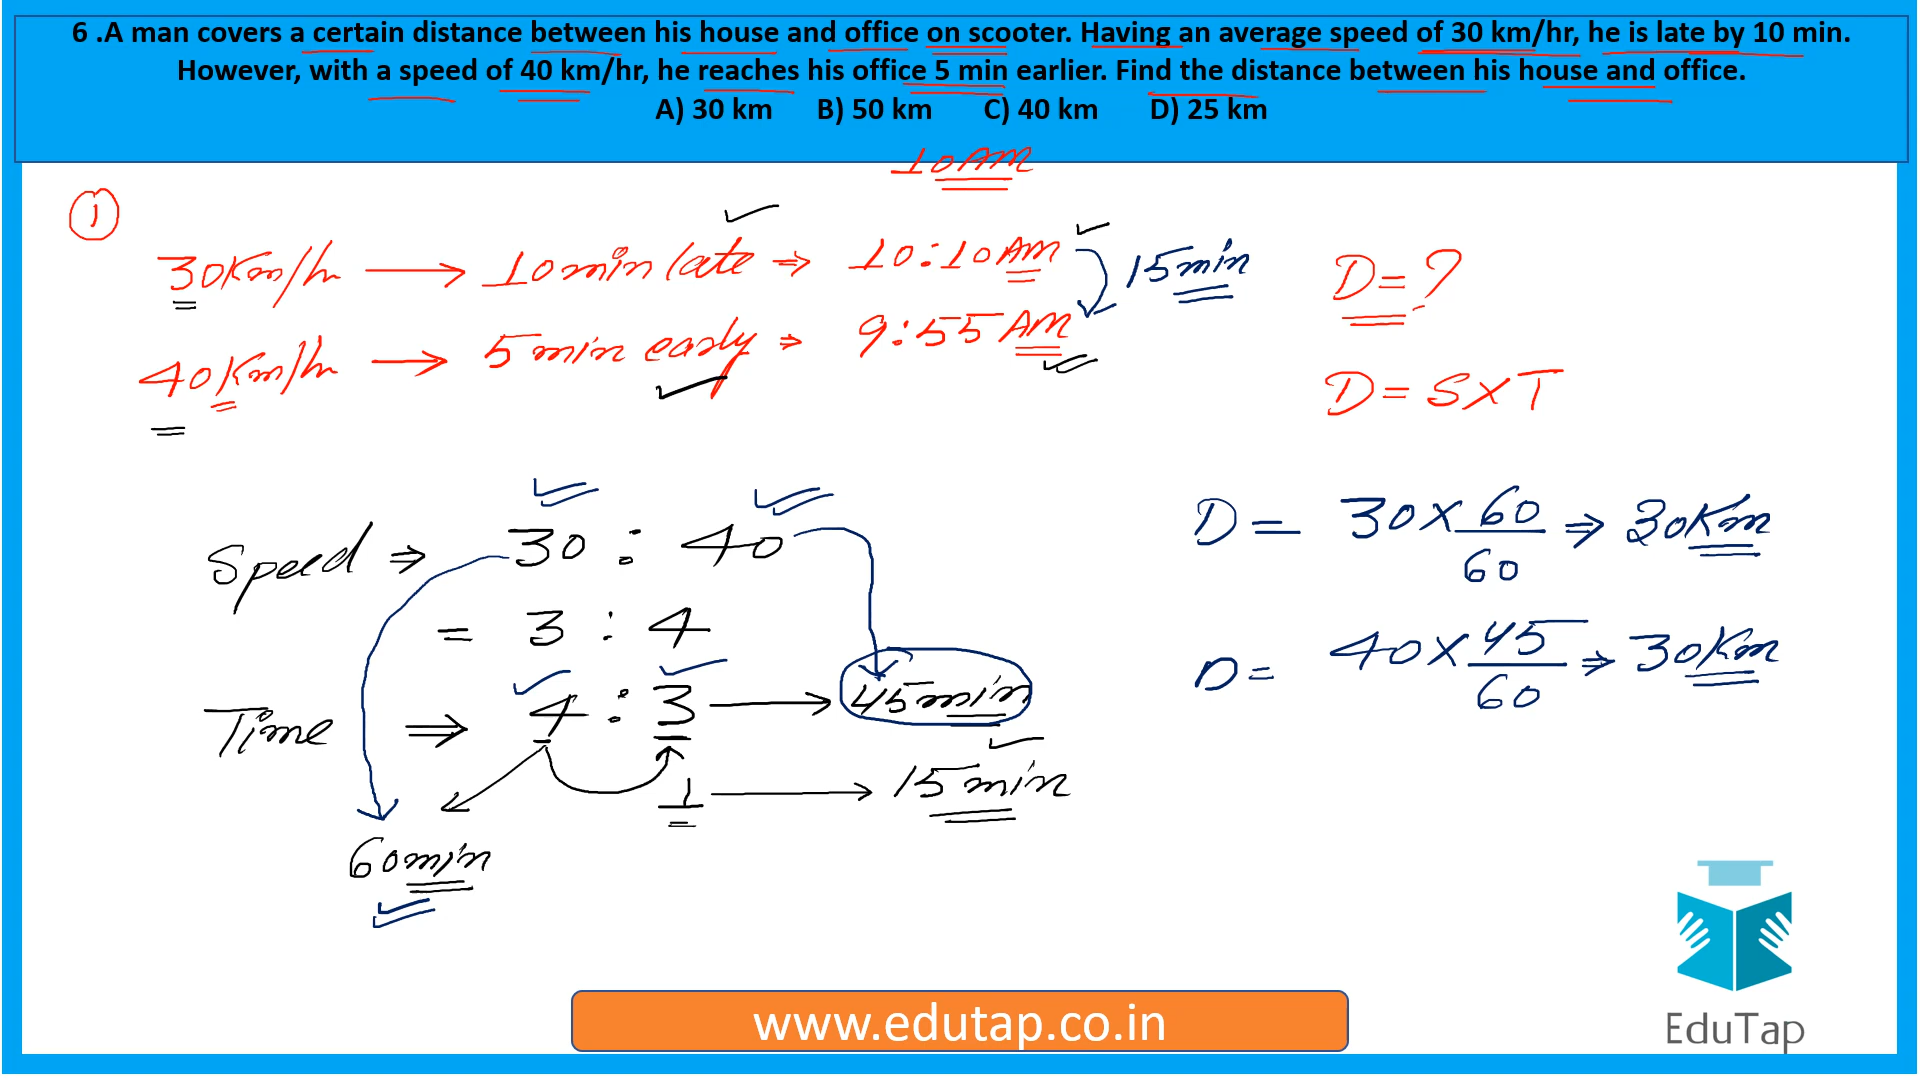 6 .A man covers a certain distance between his house and office on scooter. Having an average speed of 30 km/hr, he is late by 10 min.
However, with a speed of 40 km/hr, he reaches his office 5 min earlier. Find the distance between his house and office.
A) 30 km B) 50 km C) 40 km D) 25 km
10AM
1
30Km/hr → 10min late ⇒ 10:10AM
15min
40Km/hr → 5min early ⇒ 9:55AM
D=?
D= S×T
Speed ⇒ 30 : 40
= 3 : 4
Time ⇒ 4 : 3 → 45min
1 → 15min
60min
D = 30×60/60 ⇒ 30Km
D= 40×45/60 ⇒ 30Km
EduTap
www.edutap.co.in